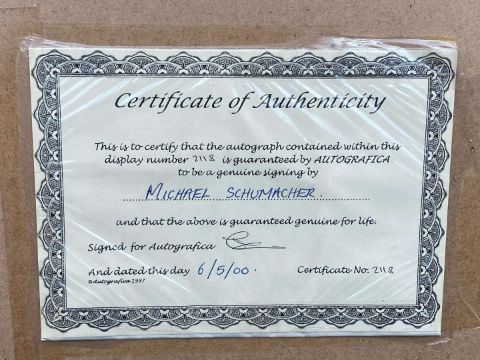 Certificate of Authenticity
This is to certify that the autograph contained within this
display number 2118 is guaranteed by AUTOGRAFICA
to be a genuine signing by
MICHAEL SCHUMACHER.
and that the above is guaranteed genuine for life.
Signed for Autografica
And dated this day 6/5/00. Certificate No: 2118
©Autografica 1997